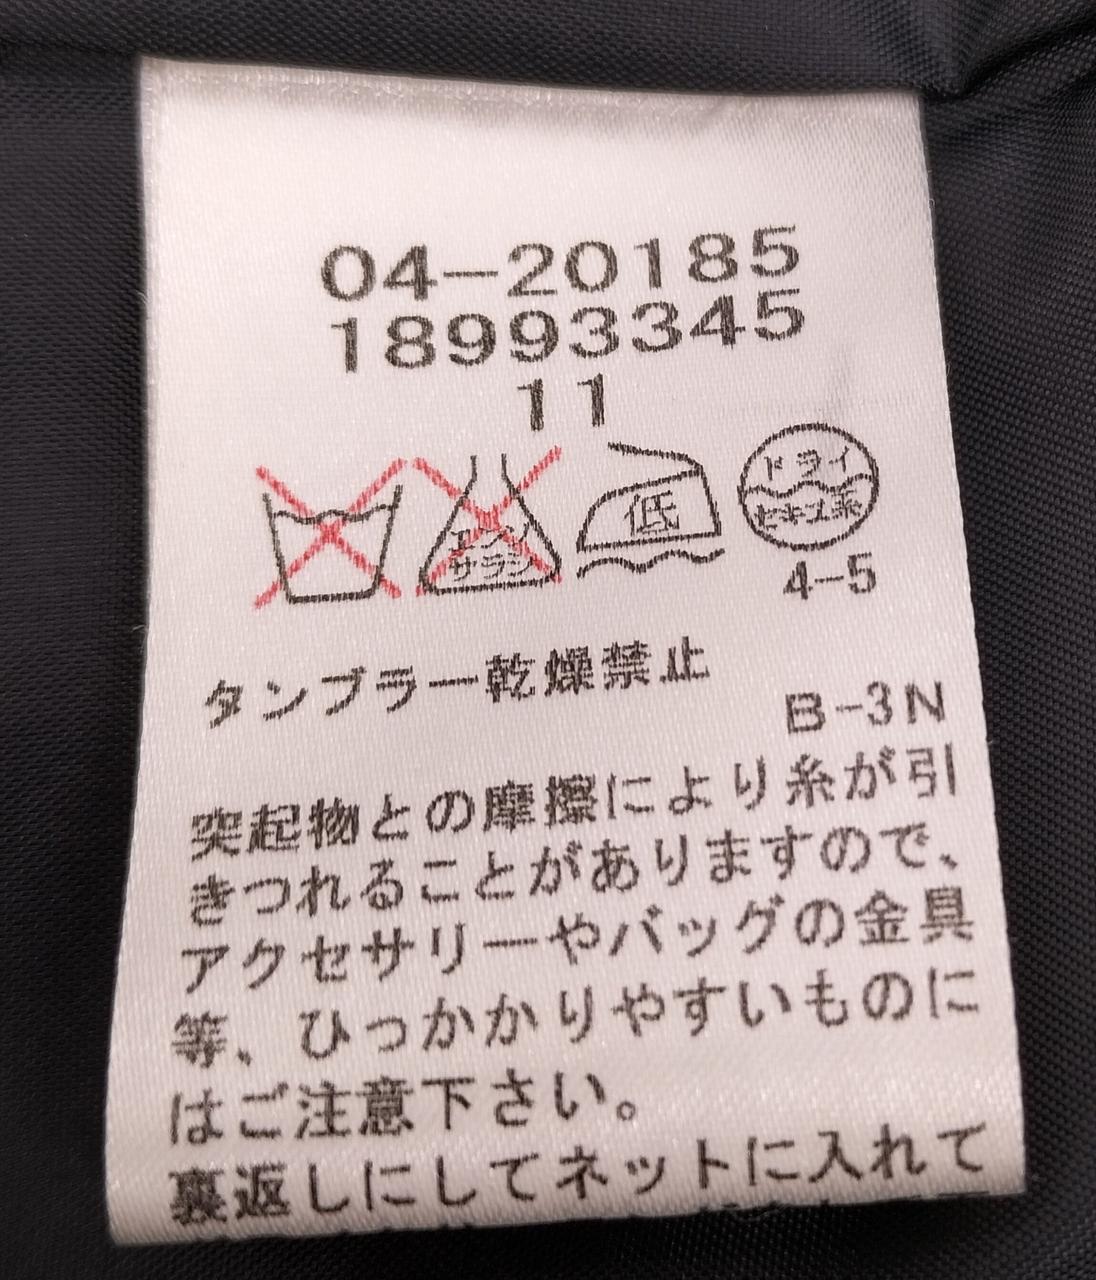 04-20185
18993345
11
エンソ
サラシ
低
ドライ
セキユ系
4-5
タンブラー乾燥禁止
B-3N
突起物との摩擦により糸が引
きつれることがありますので、
アクセサリーやバッグの金具
等、ひっかかりやすいものに
はご注意下さい。
裏返しにしてネットに入れて